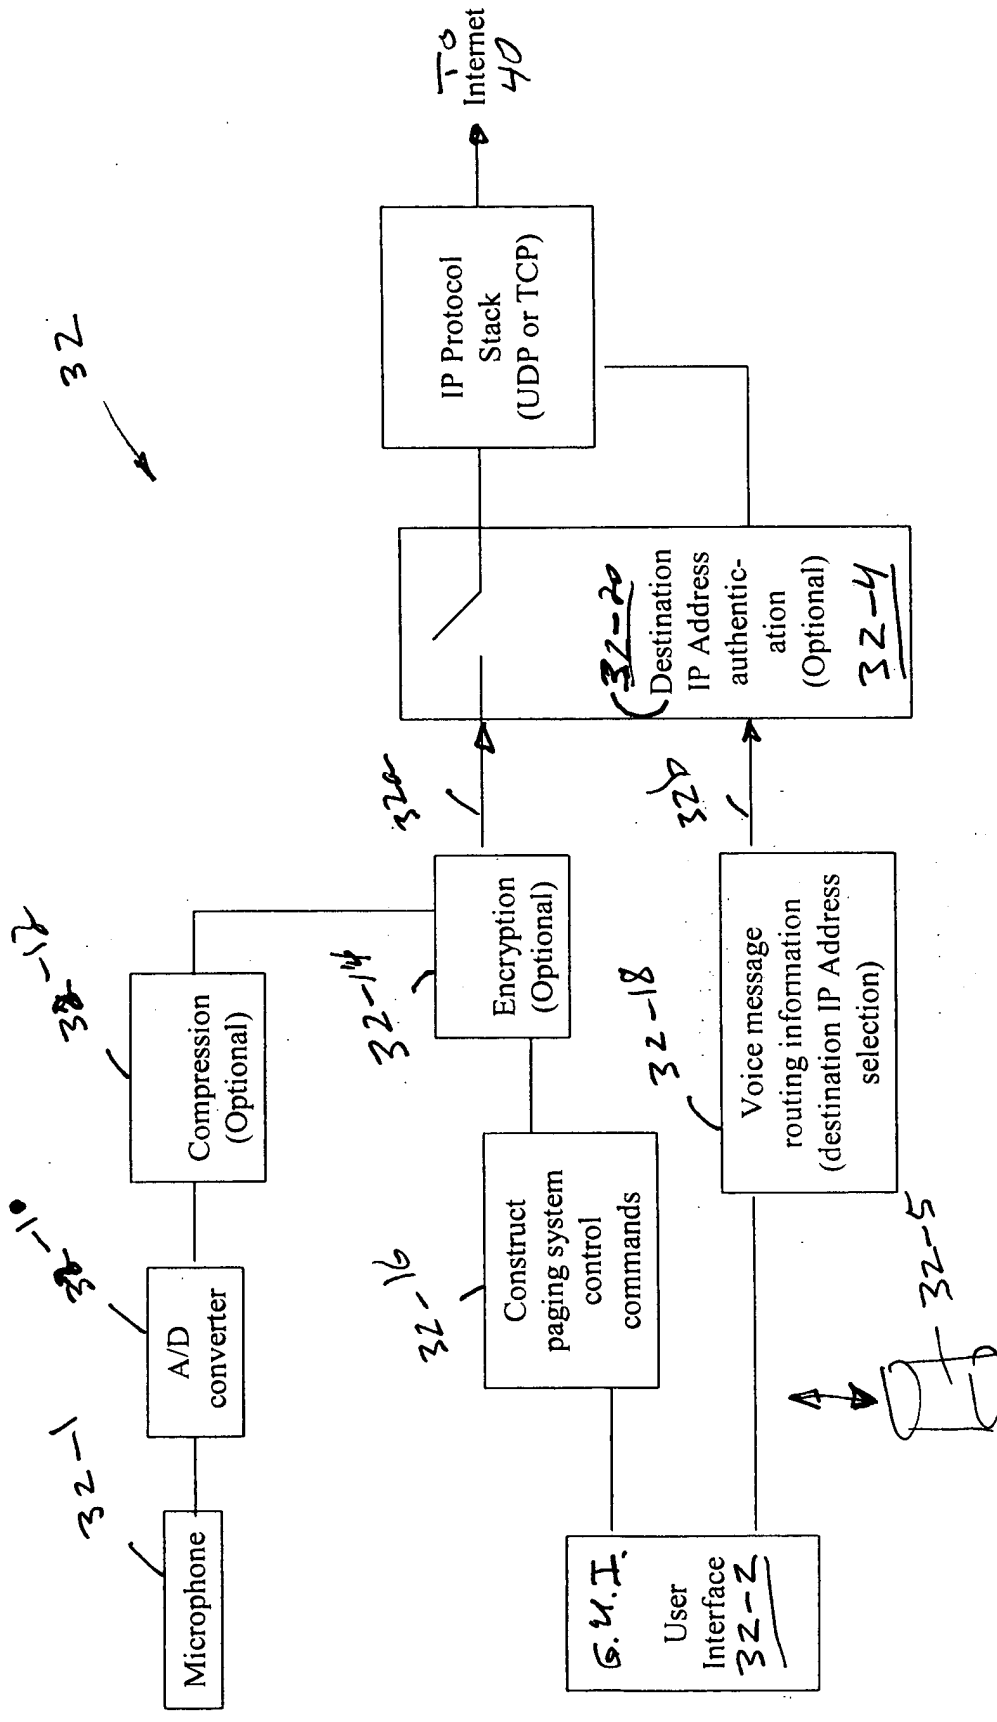 32
32-1
Microphone
32-10
A/D
converter
32-12
Compression
(Optional)
32-14
Encryption
(Optional)
32-16
Construct
paging system
control
commands
G.U.I.
User
Interface
32-2
32-18
Voice message
routing information
(destination IP Address
selection)
32-5
32a
32b
32-20
Destination
IP Address
authentic-
ation
(Optional)
32-4
IP Protocol
Stack
(UDP or TCP)
To
Internet
40